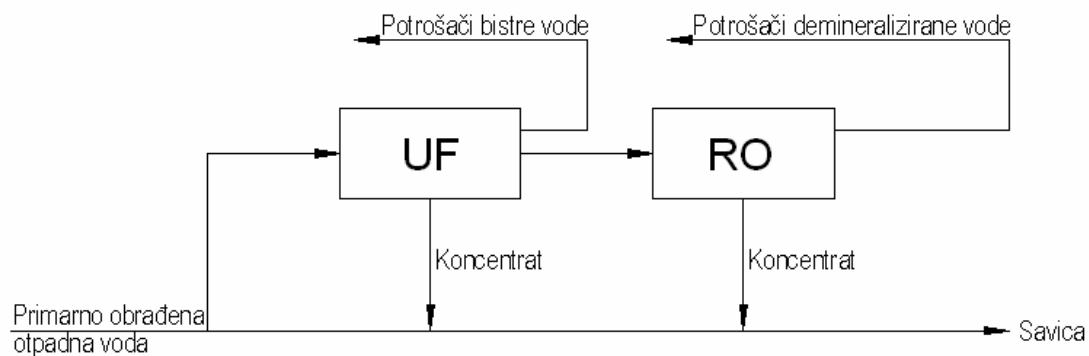 Potrošači bistre vode
Potrošači demineralizirane vode
UF
RO
Koncentrat
Koncentrat
Primarno obrađena
otpadna voda
Savica